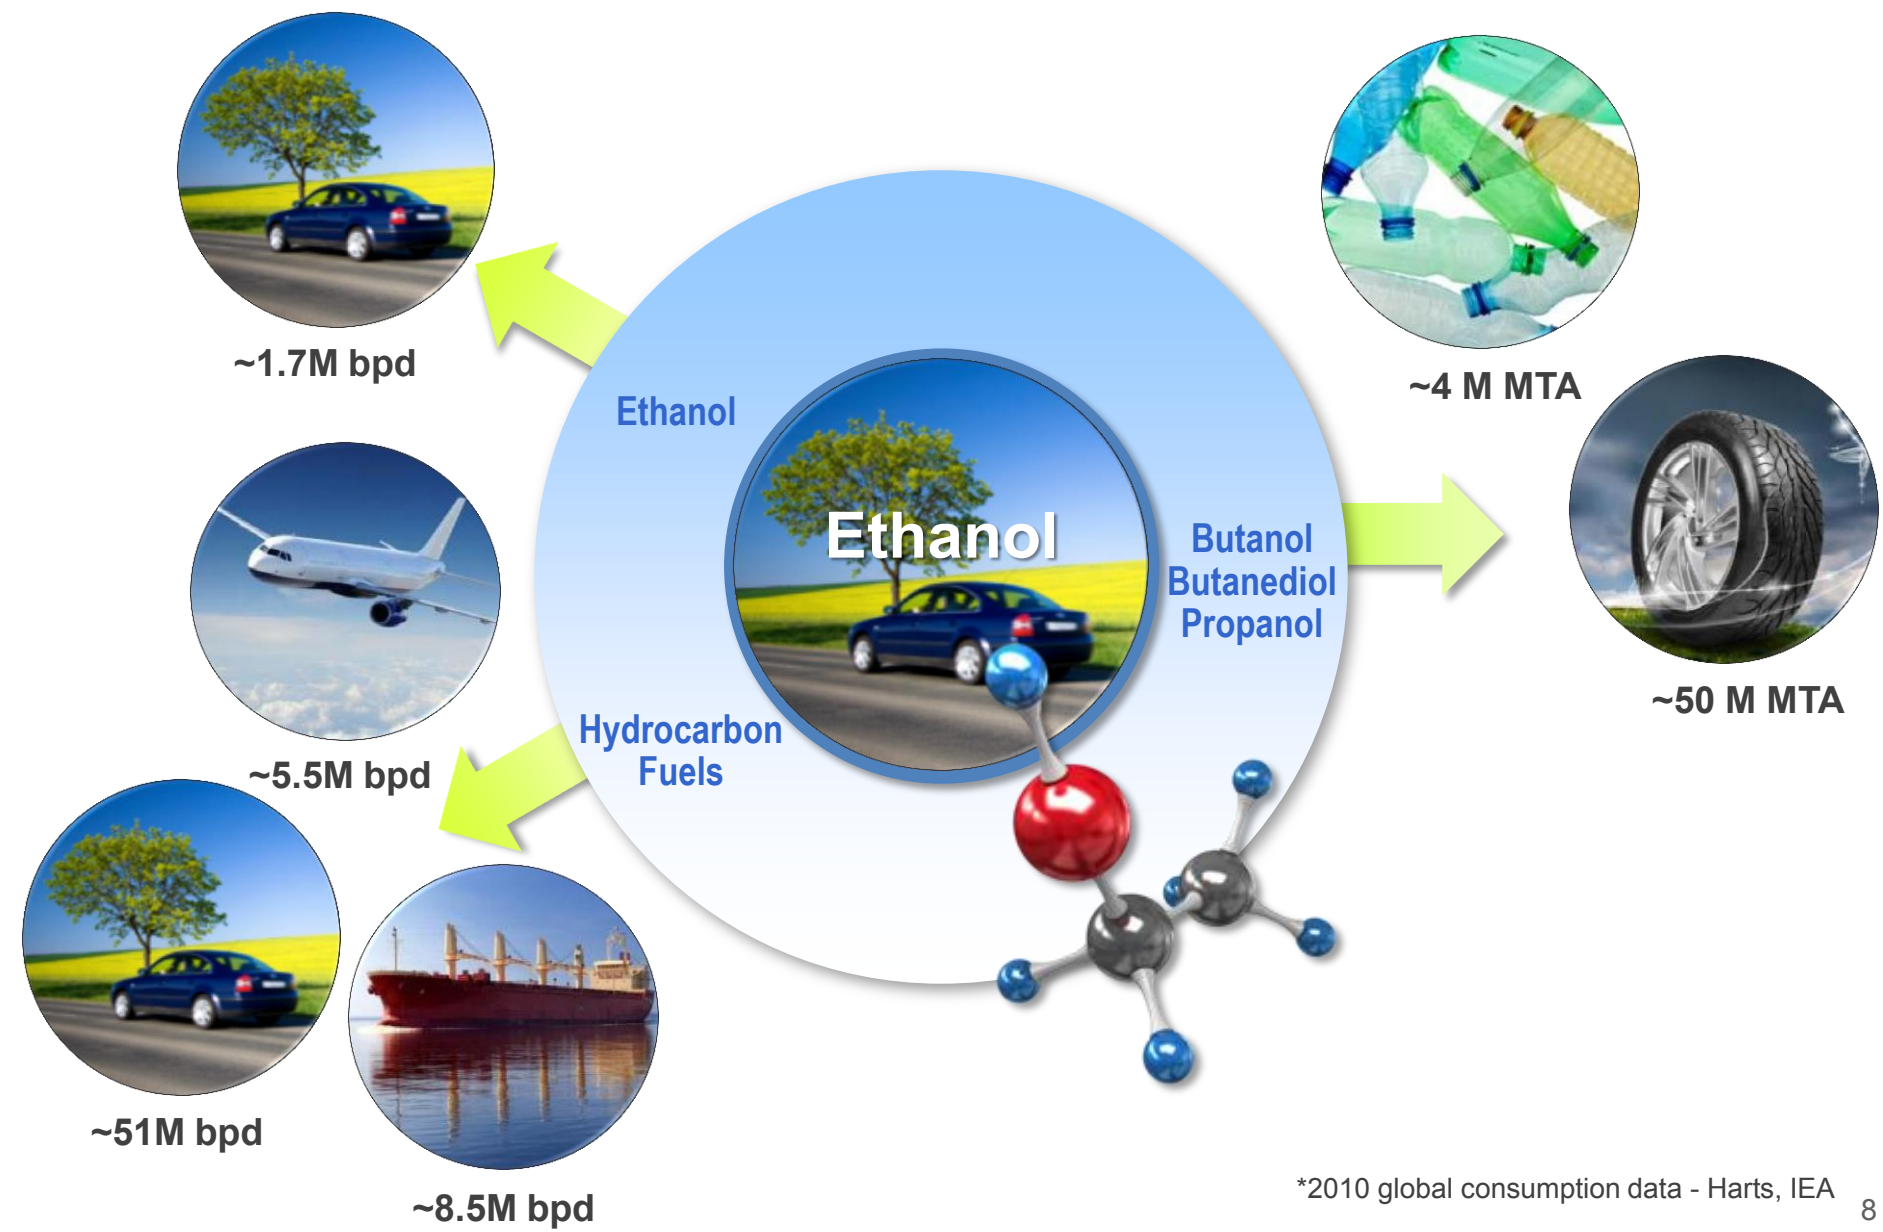 ~1.7M bpd
~4 M MTA
Ethanol
Ethanol
Butanol
Butanediol
Propanol
~50 M MTA
Hydrocarbon
Fuels
~5.5M bpd
~51M bpd
~8.5M bpd
*2010 global consumption data - Harts, IEA
8